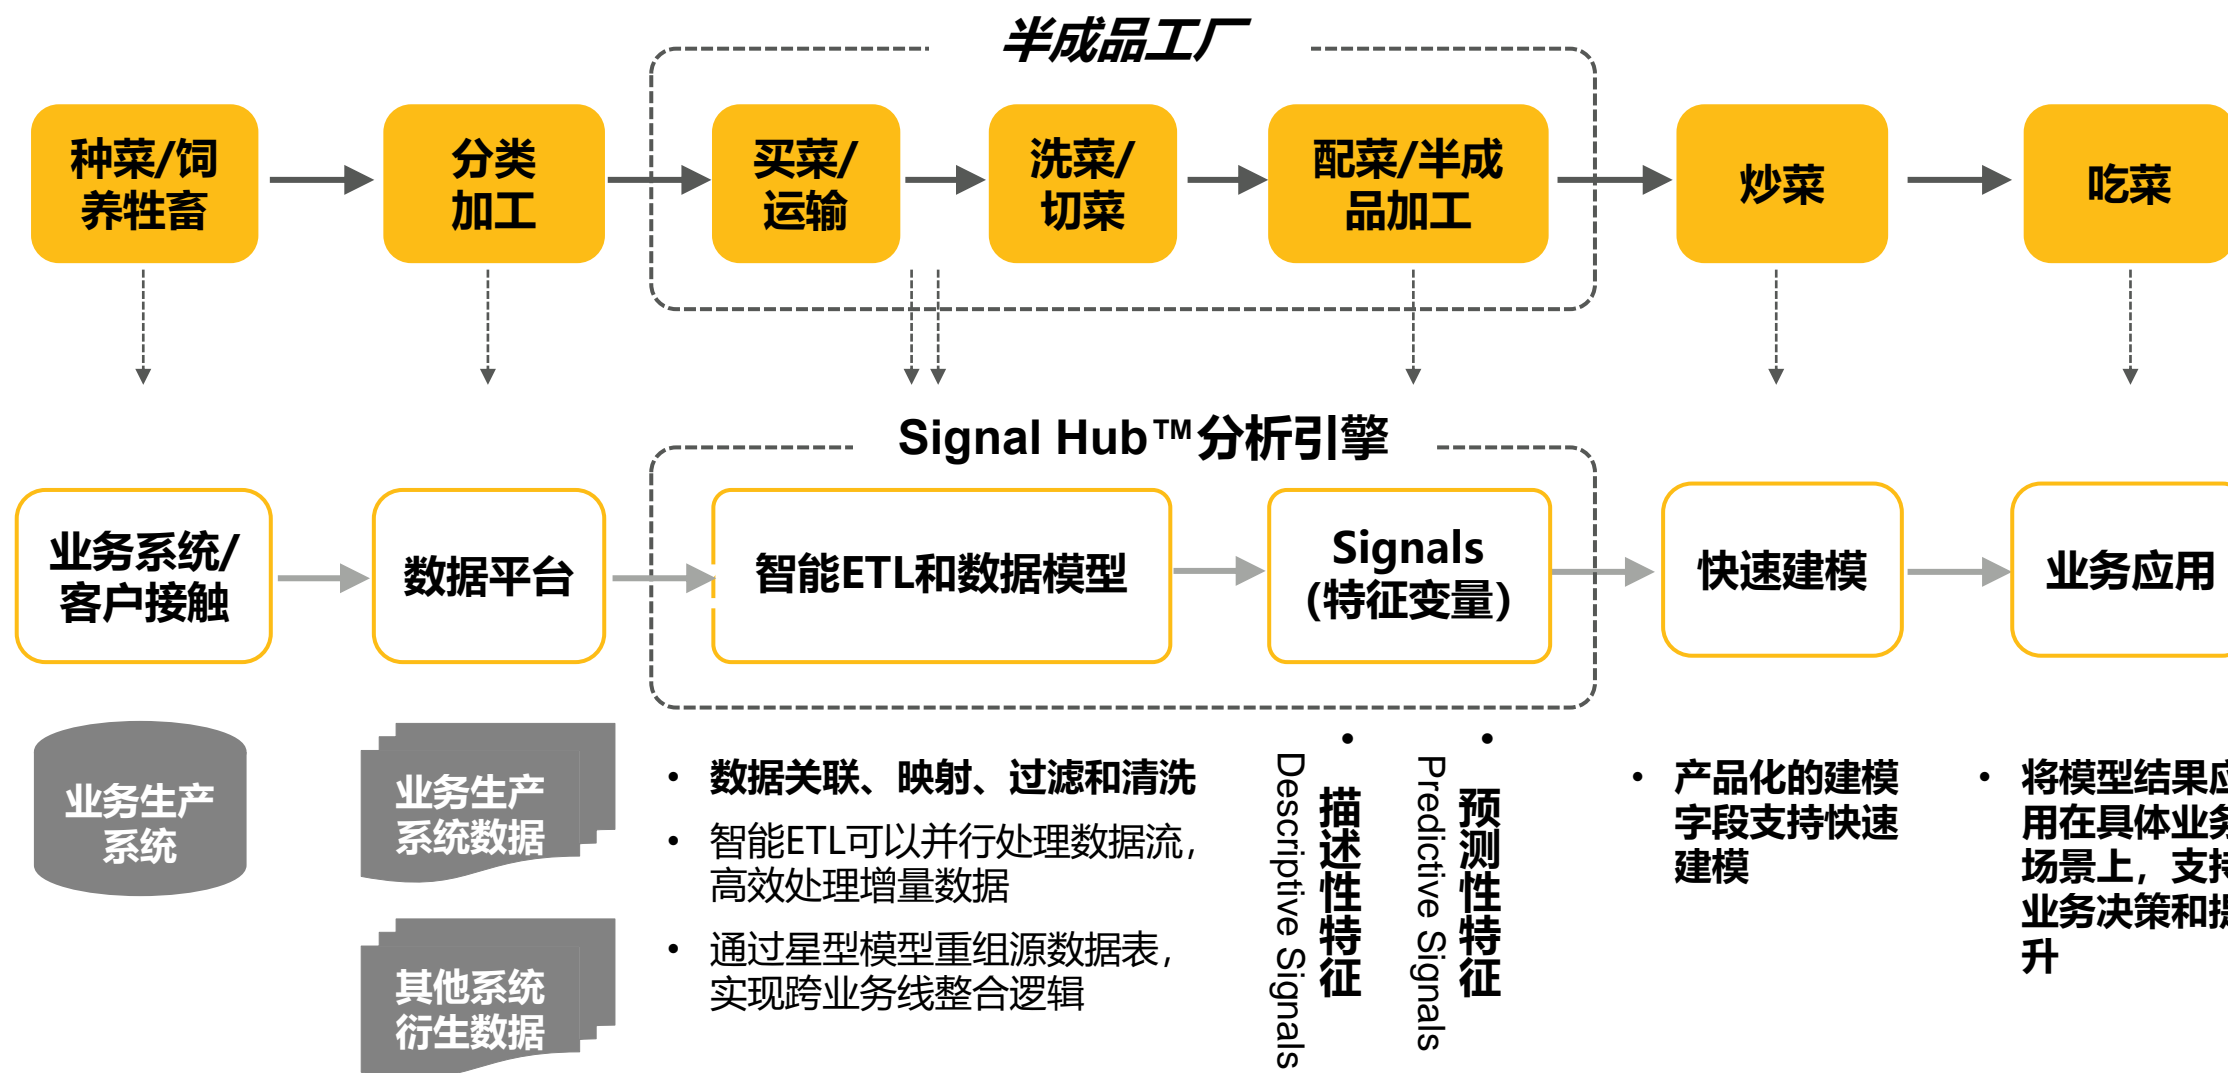 半成品工厂
种菜/饲
养牲畜
分类
加工
买菜/
运输
洗菜/
切菜
配菜/半成
品加工
炒菜
吃菜
Signal Hub™分析引擎
业务系统/
客户接触
数据平台
智能ETL和数据模型
Signals
(特征变量)
快速建模
业务应用
业务生产
系统
业务生产
系统数据
其他系统
衍生数据
• 数据关联、映射、过滤和清洗
• 智能ETL可以并行处理数据流，
高效处理增量数据
• 通过星型模型重组源数据表，
实现跨业务线整合逻辑
• 描述性特征
Descriptive Signals
• 预测性特征
Predictive Signals
• 产品化的建模
字段支持快速
建模
• 将模型结果应
用在具体业务
场景上，支持
业务决策和提
升